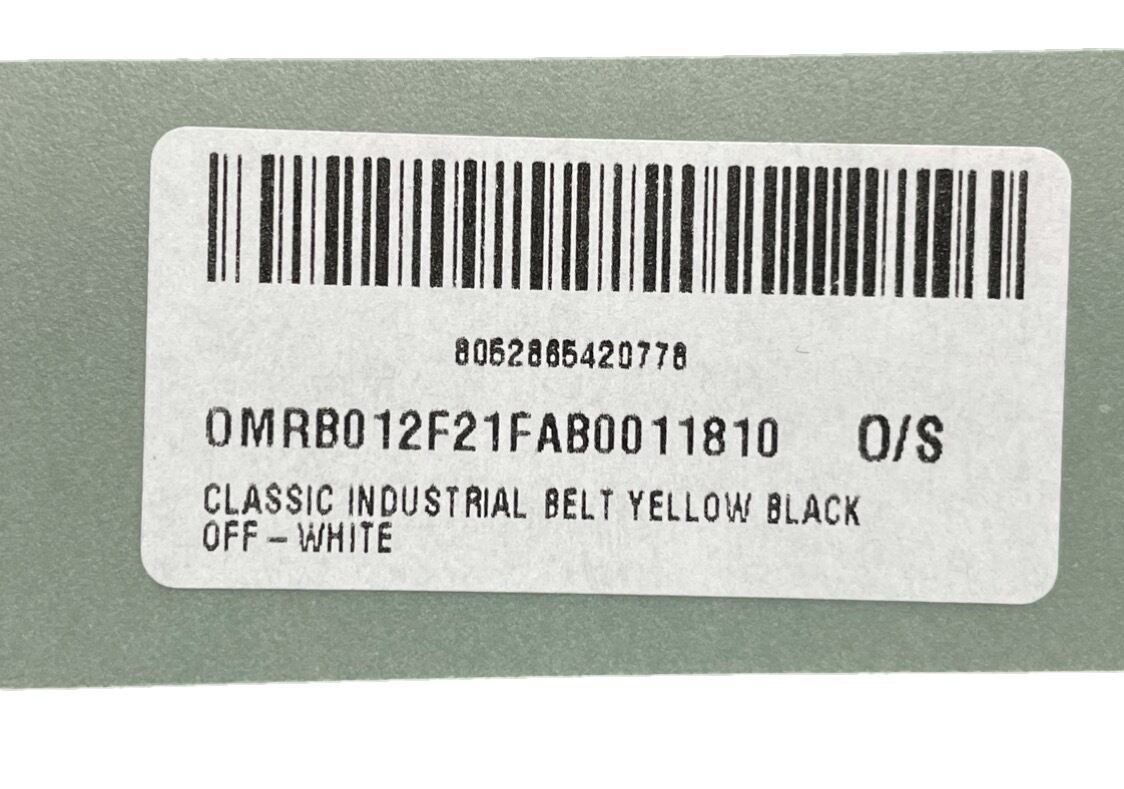 8052865420778
OMRB012F21FAB0011810 O/S
CLASSIC INDUSTRIAL BELT YELLOW BLACK
OFF-WHITE